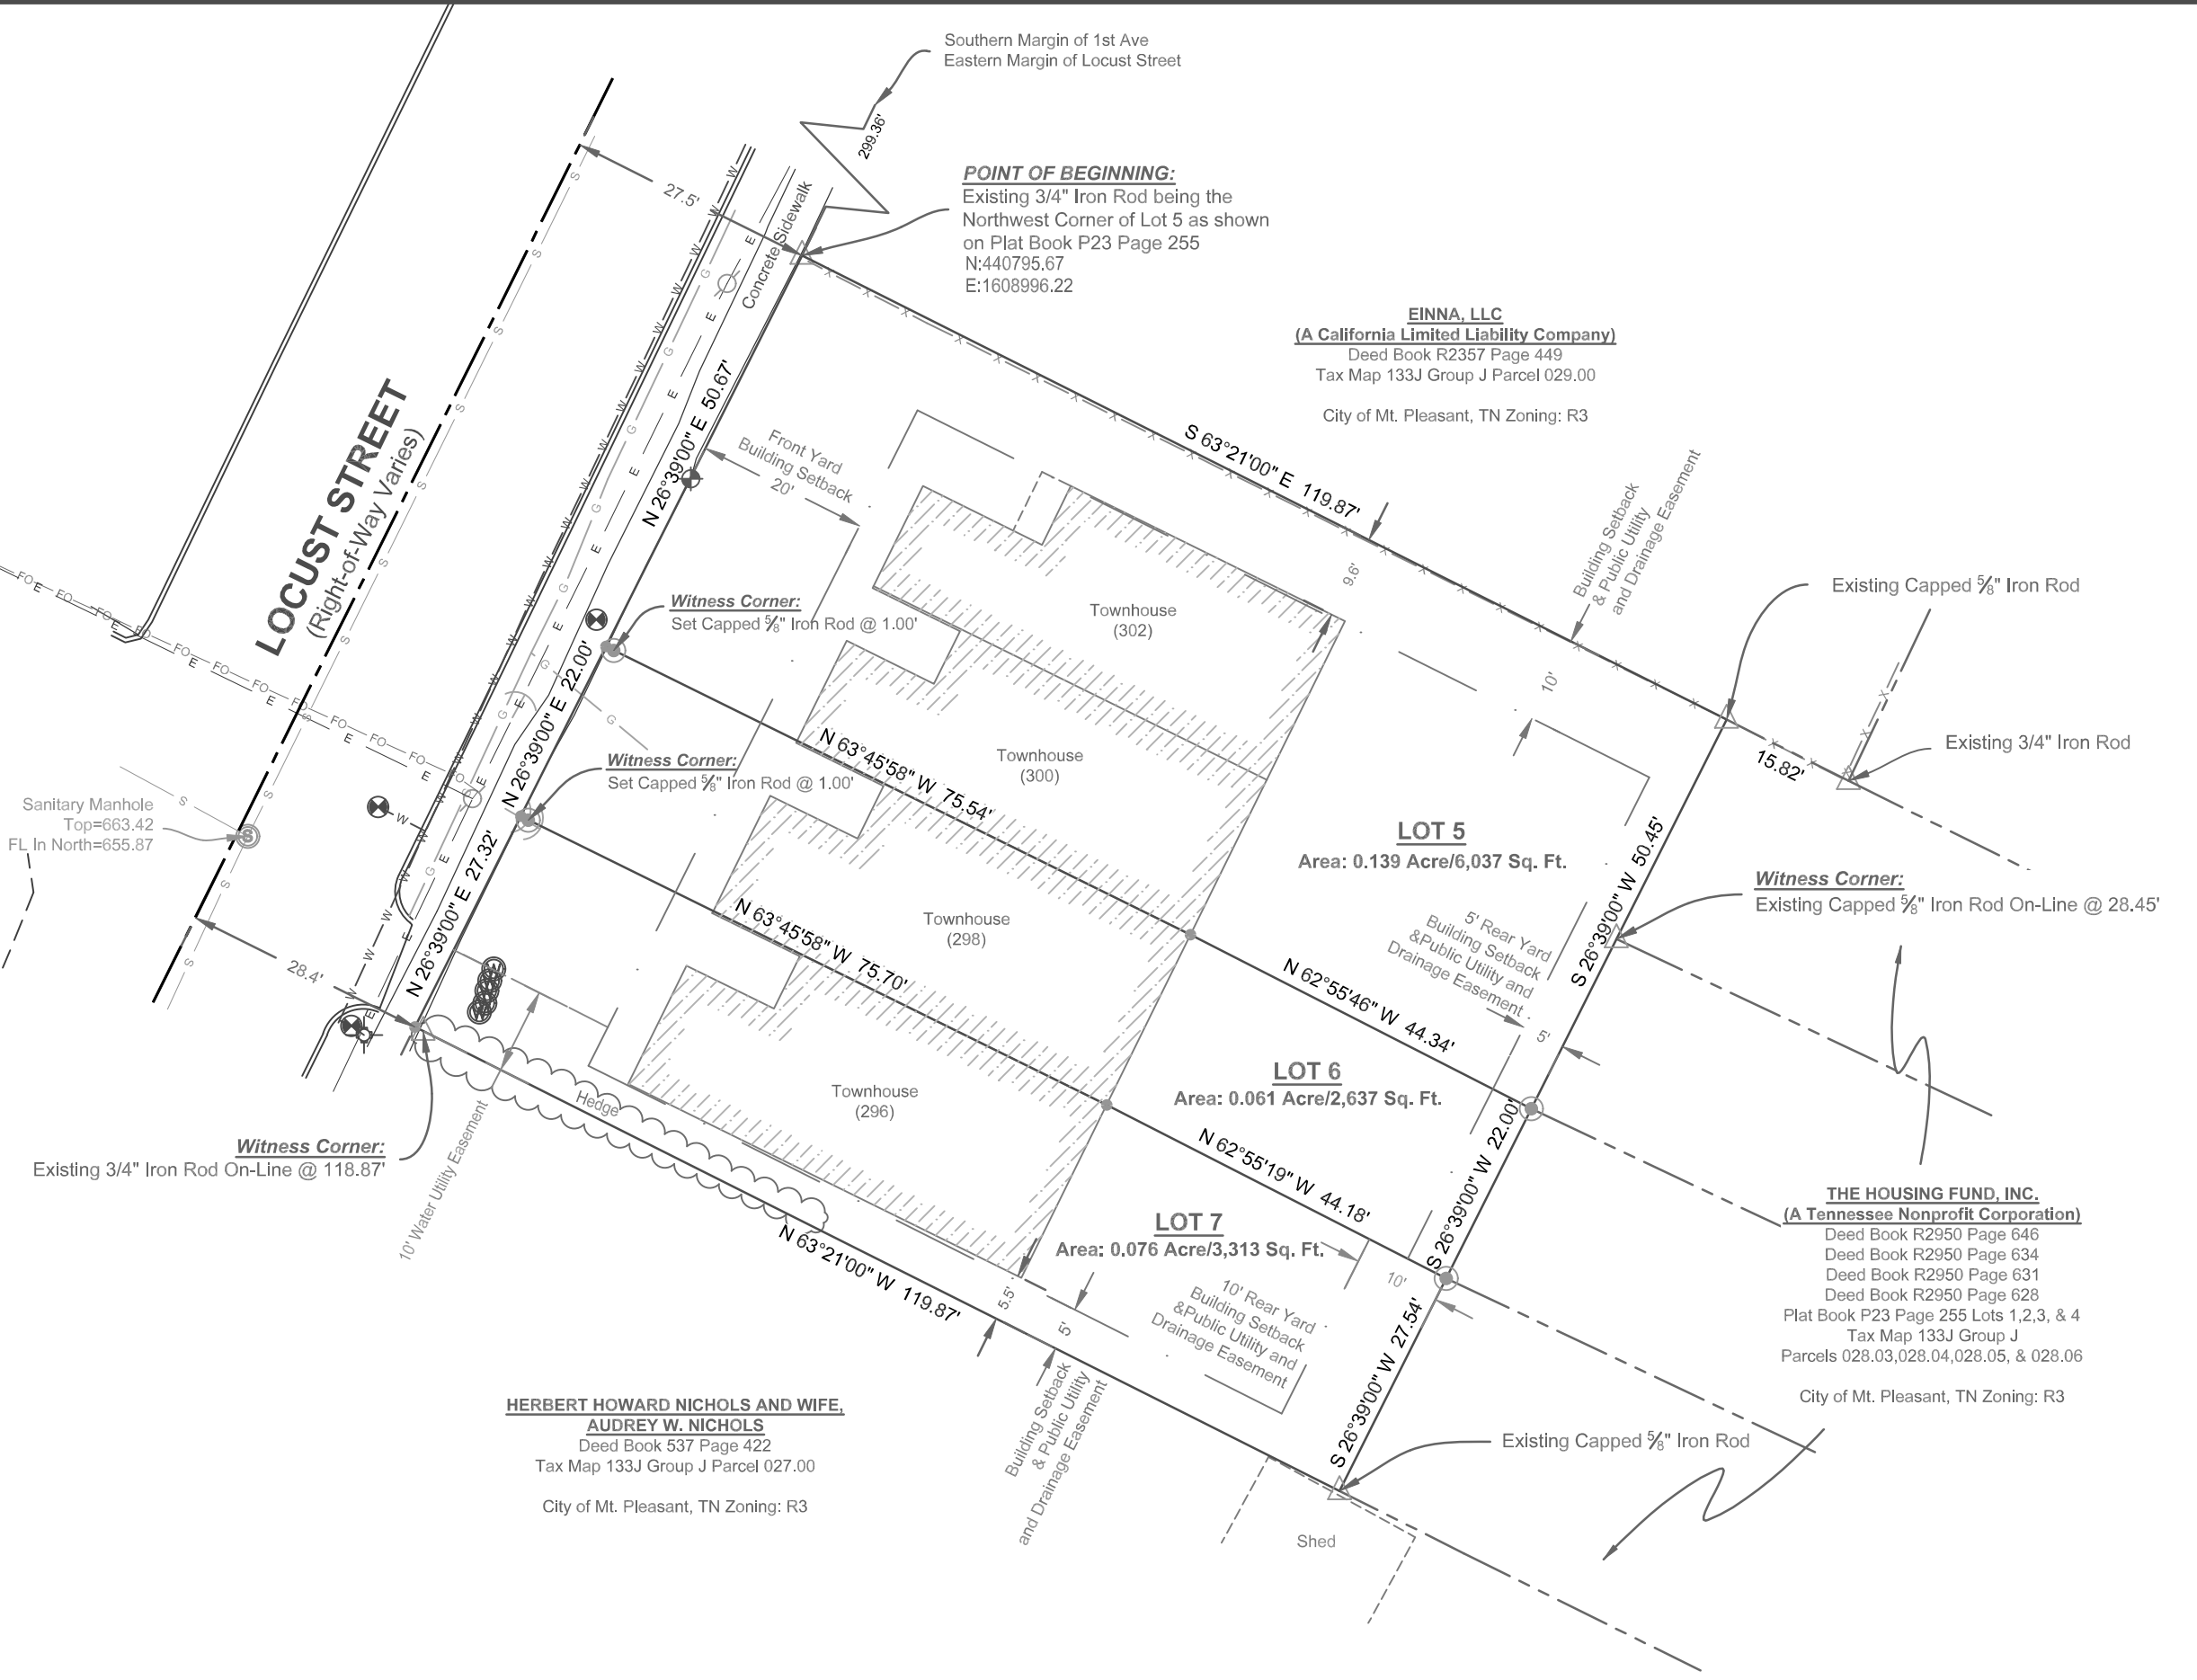 Southern Margin of 1st Ave
Eastern Margin of Locust Street
299.36'
POINT OF BEGINNING:
Existing 3/4" Iron Rod being the
Northwest Corner of Lot 5 as shown
on Plat Book P23 Page 255
N:440795.67
E:1608996.22
27.5'
Concrete Sidewalk
EINNA, LLC
(A California Limited Liability Company)
Deed Book R2357 Page 449
Tax Map 133J Group J Parcel 029.00
City of Mt. Pleasant, TN Zoning: R3
LOCUST STREET
(Right-of-Way Varies)
N 26°39'00" E 50.67'
Front Yard
Building Setback
20'
S 63°21'00" E 119.87'
9.6'
Building Setback
& Public Utility
and Drainage Easement
10'
Existing Capped 5/8" Iron Rod
Existing 3/4" Iron Rod
15.82'
Witness Corner:
Set Capped 5/8" Iron Rod @ 1.00'
Townhouse
(302)
N 26°39'00" E 22.00'
Witness Corner:
Set Capped 5/8" Iron Rod @ 1.00'
Townhouse
(300)
N 63°45'58" W 75.54'
Sanitary Manhole
Top=663.42
FL In North=655.87
S
LOT 5
Area: 0.139 Acre/6,037 Sq. Ft.
S 26°39'00" W 50.45'
Witness Corner:
Existing Capped 5/8" Iron Rod On-Line @ 28.45'
N 26°39'00" E 27.32'
N 63°45'58" W 75.70'
Townhouse
(298)
5' Rear Yard
Building Setback
&Public Utility and
Drainage Easement
5'
N 62°55'46" W 44.34'
28.4'
LOT 6
Area: 0.061 Acre/2,637 Sq. Ft.
S 26°39'00" W 22.00'
Hedge
Townhouse
(296)
10' Water Utility Easement
Witness Corner:
Existing 3/4" Iron Rod On-Line @ 118.87'
N 62°55'19" W 44.18'
LOT 7
Area: 0.076 Acre/3,313 Sq. Ft.
N 63°21'00" W 119.87'
5.5'
5'
10'
10' Rear Yard
Building Setback
&Public Utility and
Drainage Easement
S 26°39'00" W 27.54'
THE HOUSING FUND, INC.
(A Tennessee Nonprofit Corporation)
Deed Book R2950 Page 646
Deed Book R2950 Page 634
Deed Book R2950 Page 631
Deed Book R2950 Page 628
Plat Book P23 Page 255 Lots 1,2,3, & 4
Tax Map 133J Group J
Parcels 028.03,028.04,028.05, & 028.06
City of Mt. Pleasant, TN Zoning: R3
HERBERT HOWARD NICHOLS AND WIFE,
AUDREY W. NICHOLS
Deed Book 537 Page 422
Tax Map 133J Group J Parcel 027.00
City of Mt. Pleasant, TN Zoning: R3
Building Setback
& Public Utility
and Drainage Easement
Existing Capped 5/8" Iron Rod
Shed